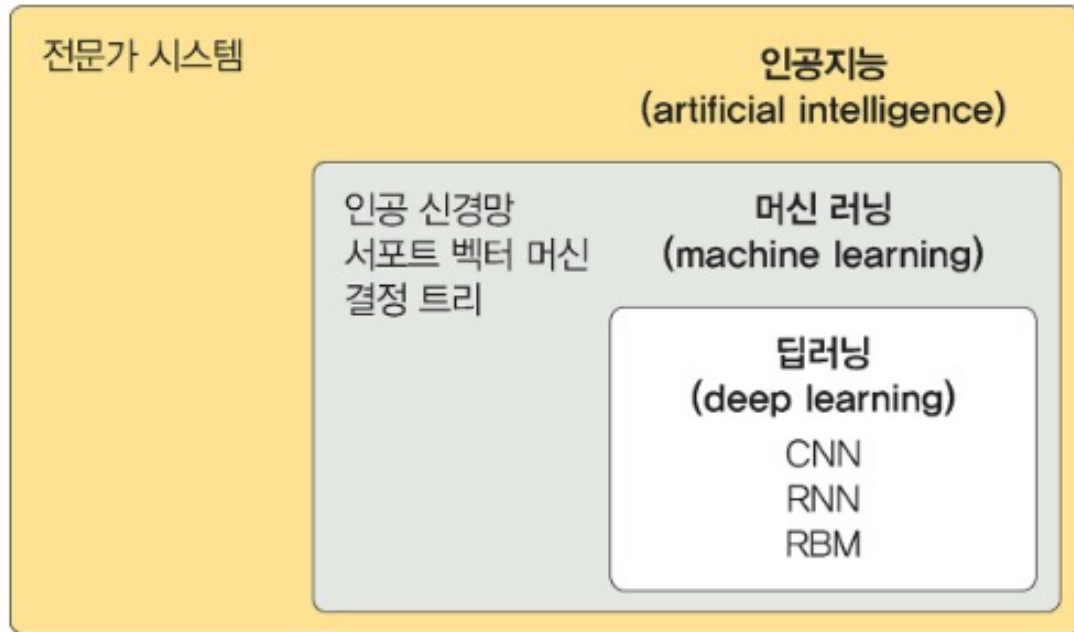 전문가 시스템
인공지능
(artificial intelligence)
인공 신경망
서포트 벡터 머신
결정 트리
머신 러닝
(machine learning)
딥러닝
(deep learning)
CNN
RNN
RBM